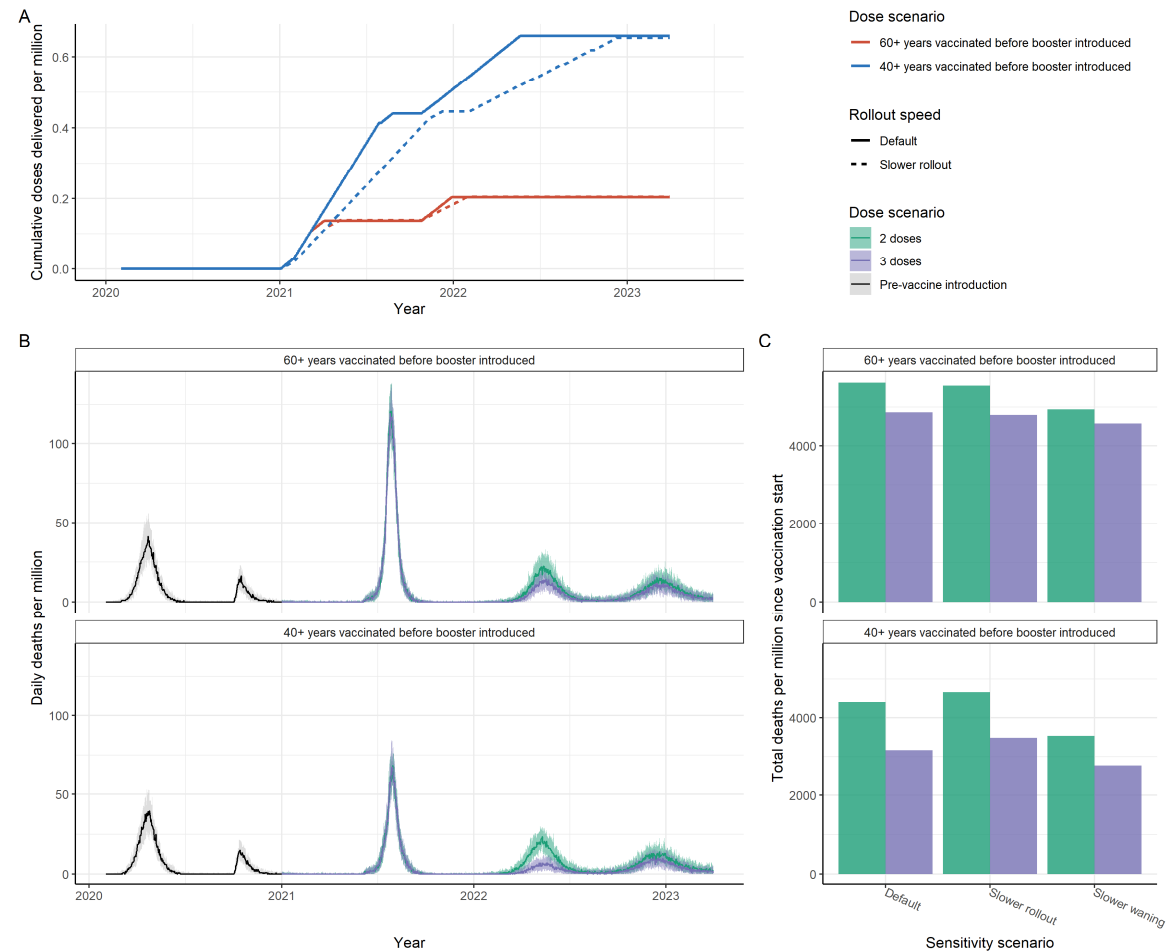 A
Cumulative doses delivered per million
0.6
0.4
0.2
0.0
2020 2021 2022 2023
Year
Dose scenario
60+ years vaccinated before booster introduced
40+ years vaccinated before booster introduced
Rollout speed
Default
Slower rollout
Dose scenario
2 doses
3 doses
Pre-vaccine introduction
B
Daily deaths per million
60+ years vaccinated before booster introduced
100
50
0
40+ years vaccinated before booster introduced
100
50
0
2020 2021 2022 2023
Year
C
Total deaths per million since vaccination start
60+ years vaccinated before booster introduced
4000
2000
0
40+ years vaccinated before booster introduced
4000
2000
0
Default
Slower rollout
Slower waning
Sensitivity scenario